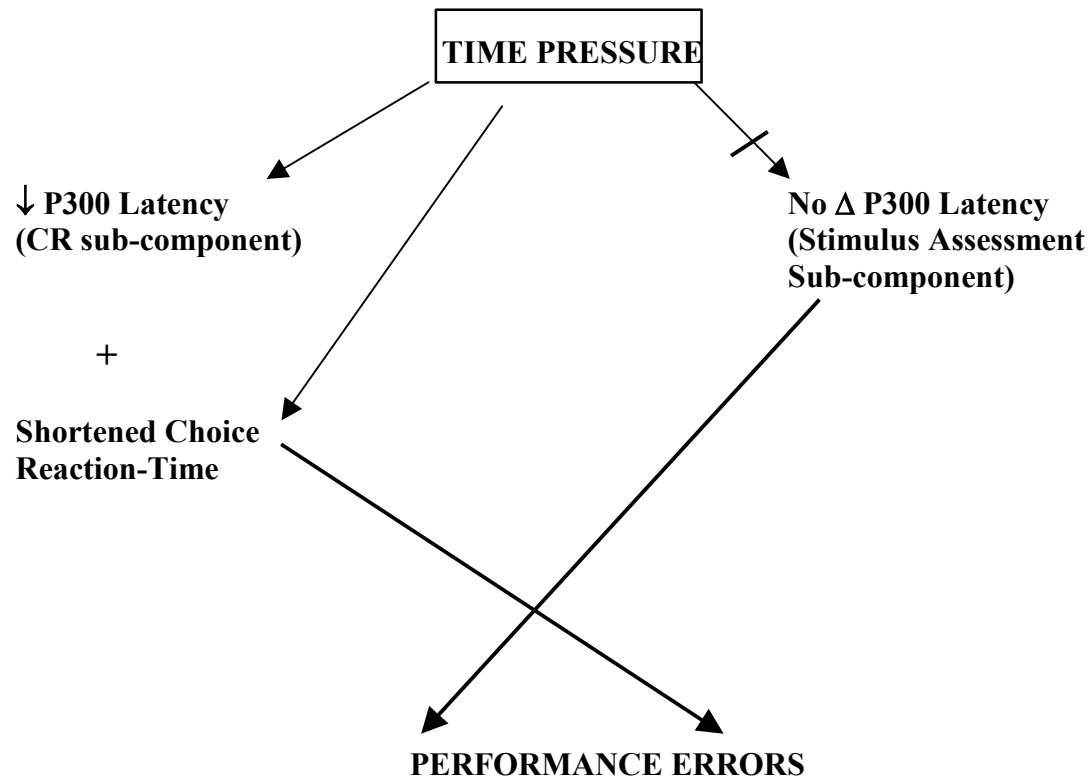 TIME PRESSURE
↓ P300 Latency
(CR sub-component)
No Δ P300 Latency
(Stimulus Assessment
Sub-component)
+
Shortened Choice
Reaction-Time
PERFORMANCE ERRORS